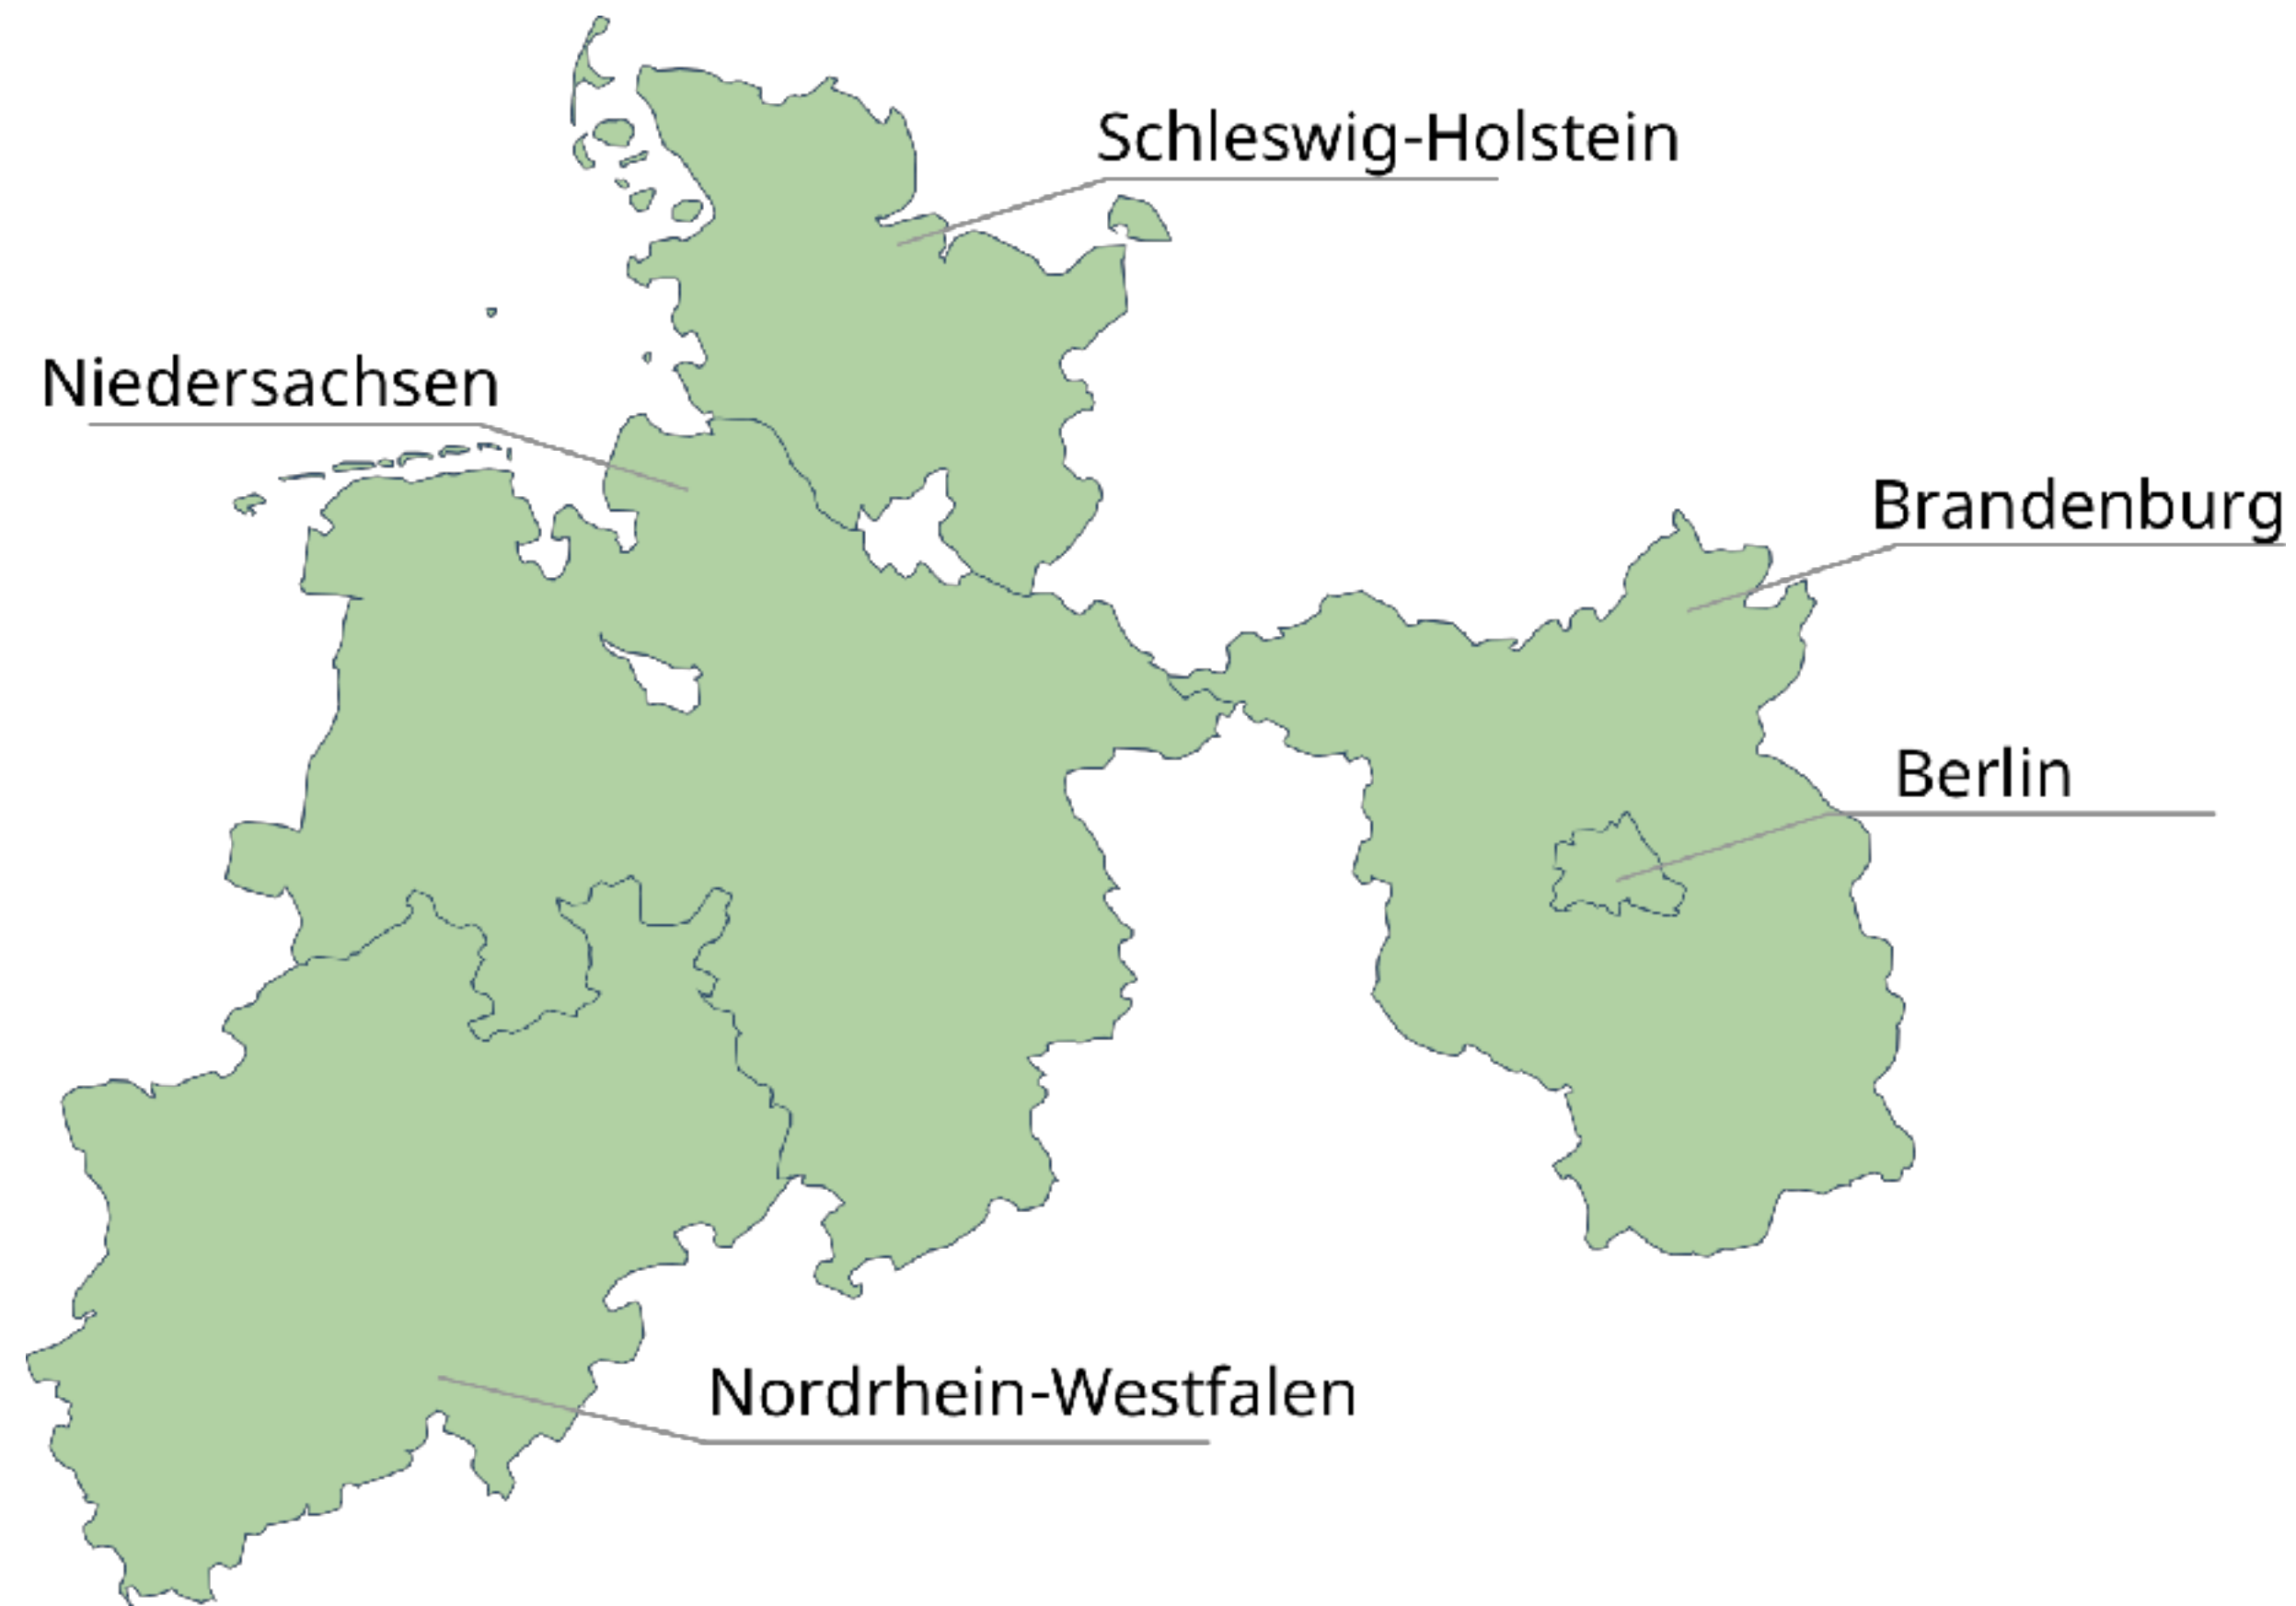 Schleswig-Holstein
Niedersachsen
Brandenburg
Berlin
Nordrhein-Westfalen